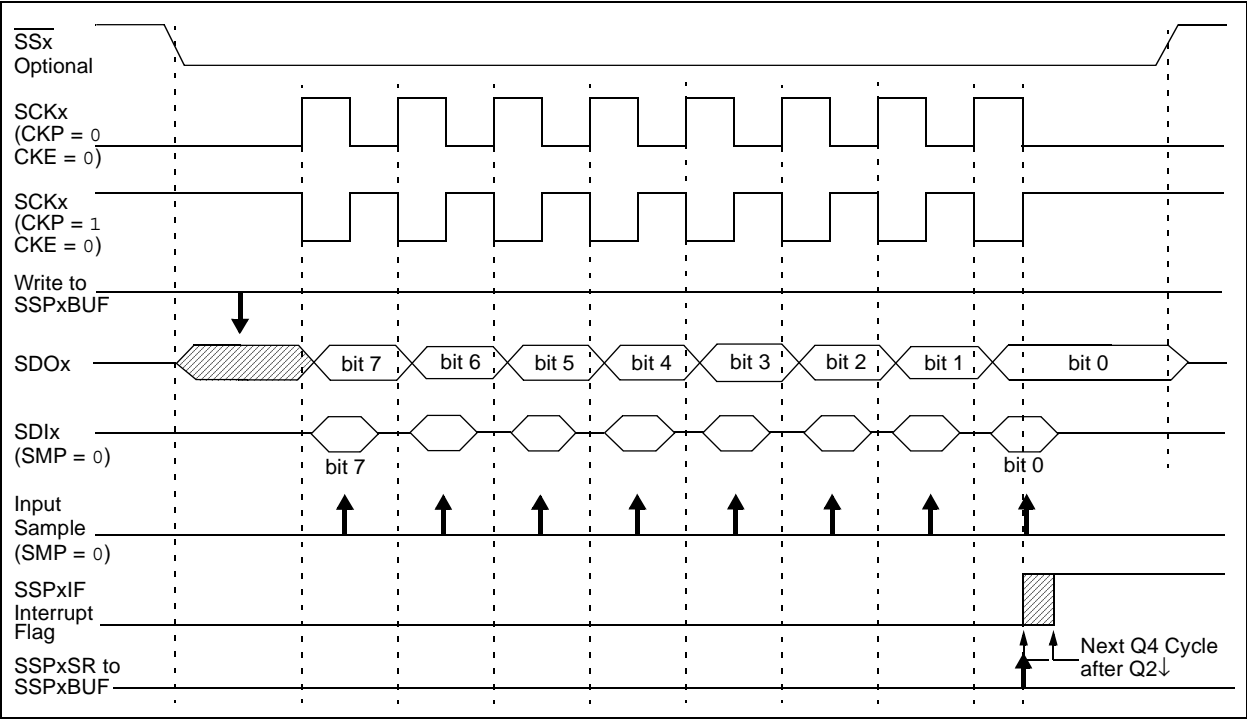 SSx
Optional
SCKx
(CKP = 0
CKE = 0)
SCKx
(CKP = 1
CKE = 0)
Write to
SSPxBUF
SDOx
bit 7 bit 6 bit 5 bit 4 bit 3 bit 2 bit 1 bit 0
SDIx
(SMP = 0)
bit 7 bit 0
Input
Sample
(SMP = 0)
SSPxIF
Interrupt
Flag
Next Q4 Cycle
after Q2↓
SSPxSR to
SSPxBUF